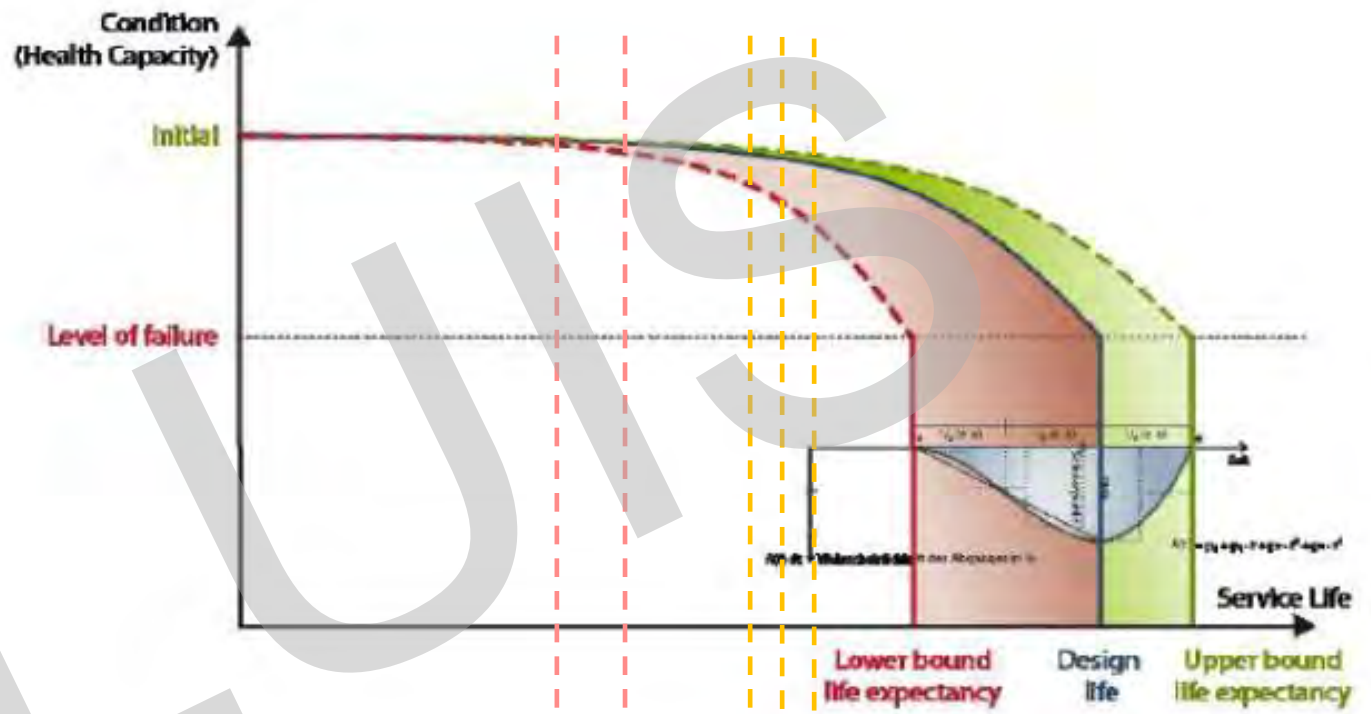 Condition
(Health Capacity)
Initial
Level of failure
Service Life
Lower bound
life expectancy
Design
life
Upper bound
life expectancy
LUIS